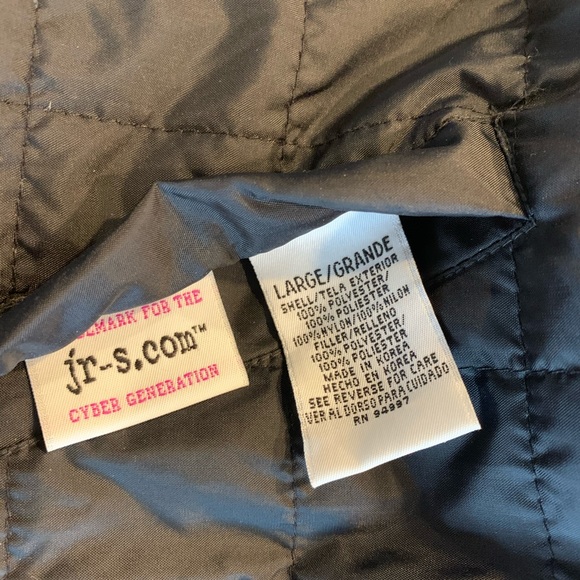 FOR THE
jr-s.com™
CYBER GENERATION
LARGE/GRANDE
SHELL/TELA EXTERIOR
100% POLYESTER/
100% POLIESTER
100%NYLON/100%NILON
FILLER/RELLENO
100% POLYESTER/
100% POLIESTER
MADE IN KOREA
HECHO EN KOREA
SEE REVERSE FOR CARE
VER AL DORSO PARA CUIDADO
RN 94997